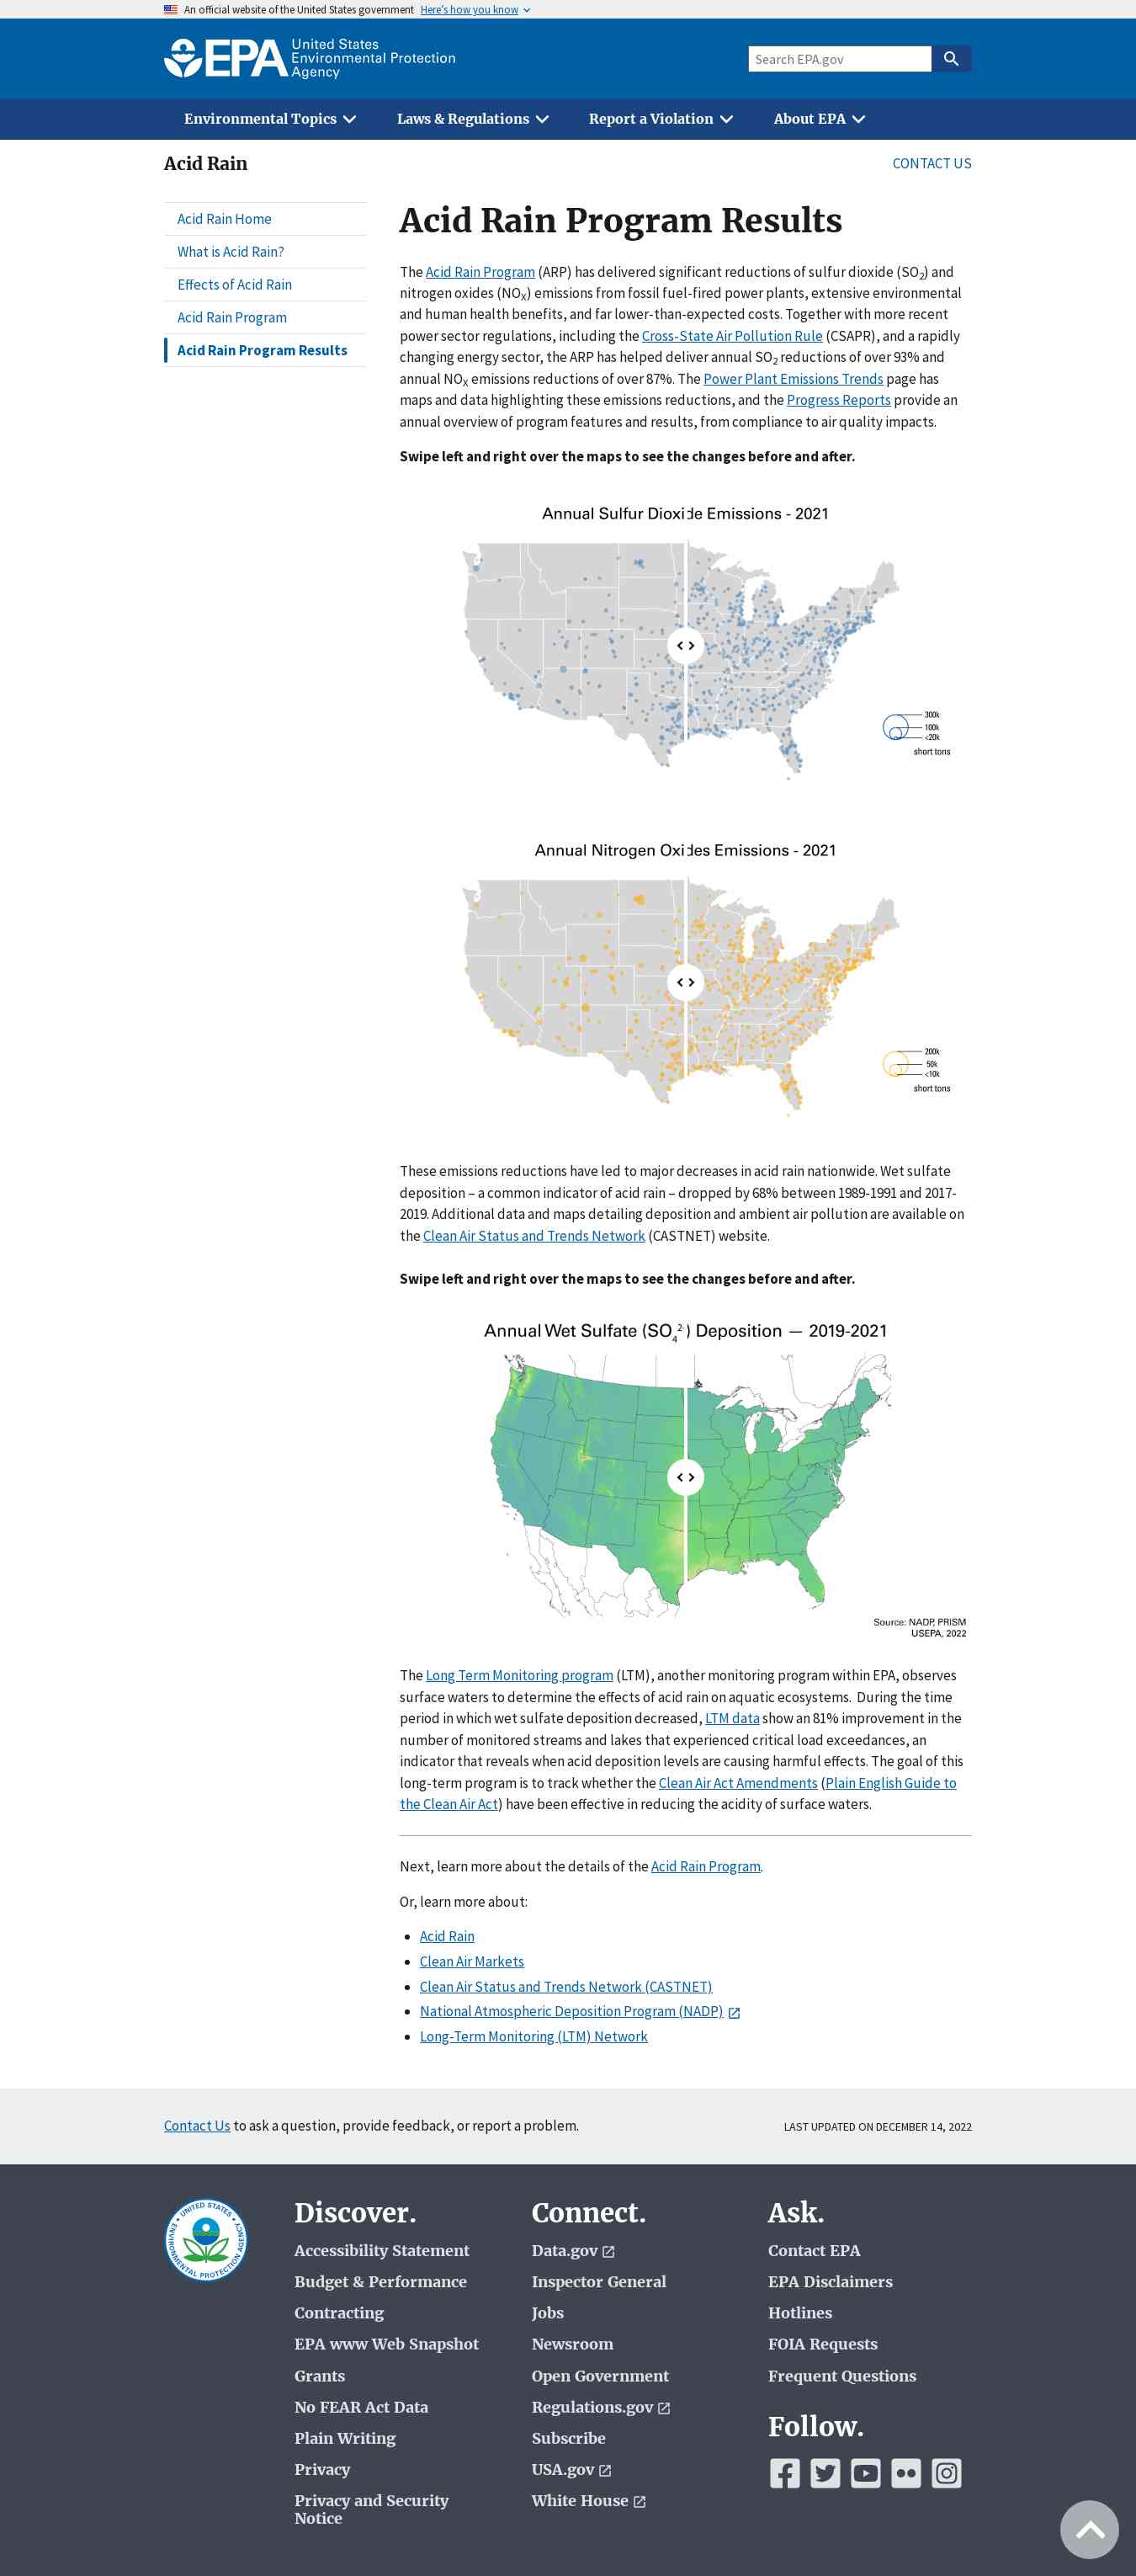 An official website of the United States government Here's how you know
EPA United States
Environmental Protection
Agency
Search EPA.gov
Environmental Topics Laws & Regulations Report a Violation About EPA
Acid Rain
CONTACT US
Acid Rain Home
What is Acid Rain?
Effects of Acid Rain
Acid Rain Program
Acid Rain Program Results
Acid Rain Program Results
The Acid Rain Program (ARP) has delivered significant reductions of sulfur dioxide (SO2) and
nitrogen oxides (NOX) emissions from fossil fuel-fired power plants, extensive environmental
and human health benefits, and far lower-than-expected costs. Together with more recent
power sector regulations, including the Cross-State Air Pollution Rule (CSAPR), and a rapidly
changing energy sector, the ARP has helped deliver annual SO2 reductions of over 93% and
annual NOX emissions reductions of over 87%. The Power Plant Emissions Trends page has
maps and data highlighting these emissions reductions, and the Progress Reports provide an
annual overview of program features and results, from compliance to air quality impacts.
Swipe left and right over the maps to see the changes before and after.
Annual Sulfur Dioxide Emissions - 2021
300k
100k
<20k
short tons
Annual Nitrogen Oxides Emissions - 2021
200k
50k
<10k
short tons
These emissions reductions have led to major decreases in acid rain nationwide. Wet sulfate
deposition – a common indicator of acid rain – dropped by 68% between 1989-1991 and 2017-
2019. Additional data and maps detailing deposition and ambient air pollution are available on
the Clean Air Status and Trends Network (CASTNET) website.
Swipe left and right over the maps to see the changes before and after.
Annual Wet Sulfate (SO4 2-) Deposition — 2019-2021
Source: NADP, PRISM
USEPA, 2022
The Long Term Monitoring program (LTM), another monitoring program within EPA, observes
surface waters to determine the effects of acid rain on aquatic ecosystems. During the time
period in which wet sulfate deposition decreased, LTM data show an 81% improvement in the
number of monitored streams and lakes that experienced critical load exceedances, an
indicator that reveals when acid deposition levels are causing harmful effects. The goal of this
long-term program is to track whether the Clean Air Act Amendments (Plain English Guide to
the Clean Air Act) have been effective in reducing the acidity of surface waters.
Next, learn more about the details of the Acid Rain Program.
Or, learn more about:
Acid Rain
Clean Air Markets
Clean Air Status and Trends Network (CASTNET)
National Atmospheric Deposition Program (NADP)
Long-Term Monitoring (LTM) Network
Contact Us to ask a question, provide feedback, or report a problem.
LAST UPDATED ON DECEMBER 14, 2022
UNITED STATES
ENVIRONMENTAL PROTECTION AGENCY
Discover.
Accessibility Statement
Budget & Performance
Contracting
EPA www Web Snapshot
Grants
No FEAR Act Data
Plain Writing
Privacy
Privacy and Security
Notice
Connect.
Data.gov
Inspector General
Jobs
Newsroom
Open Government
Regulations.gov
Subscribe
USA.gov
White House
Ask.
Contact EPA
EPA Disclaimers
Hotlines
FOIA Requests
Frequent Questions
Follow.